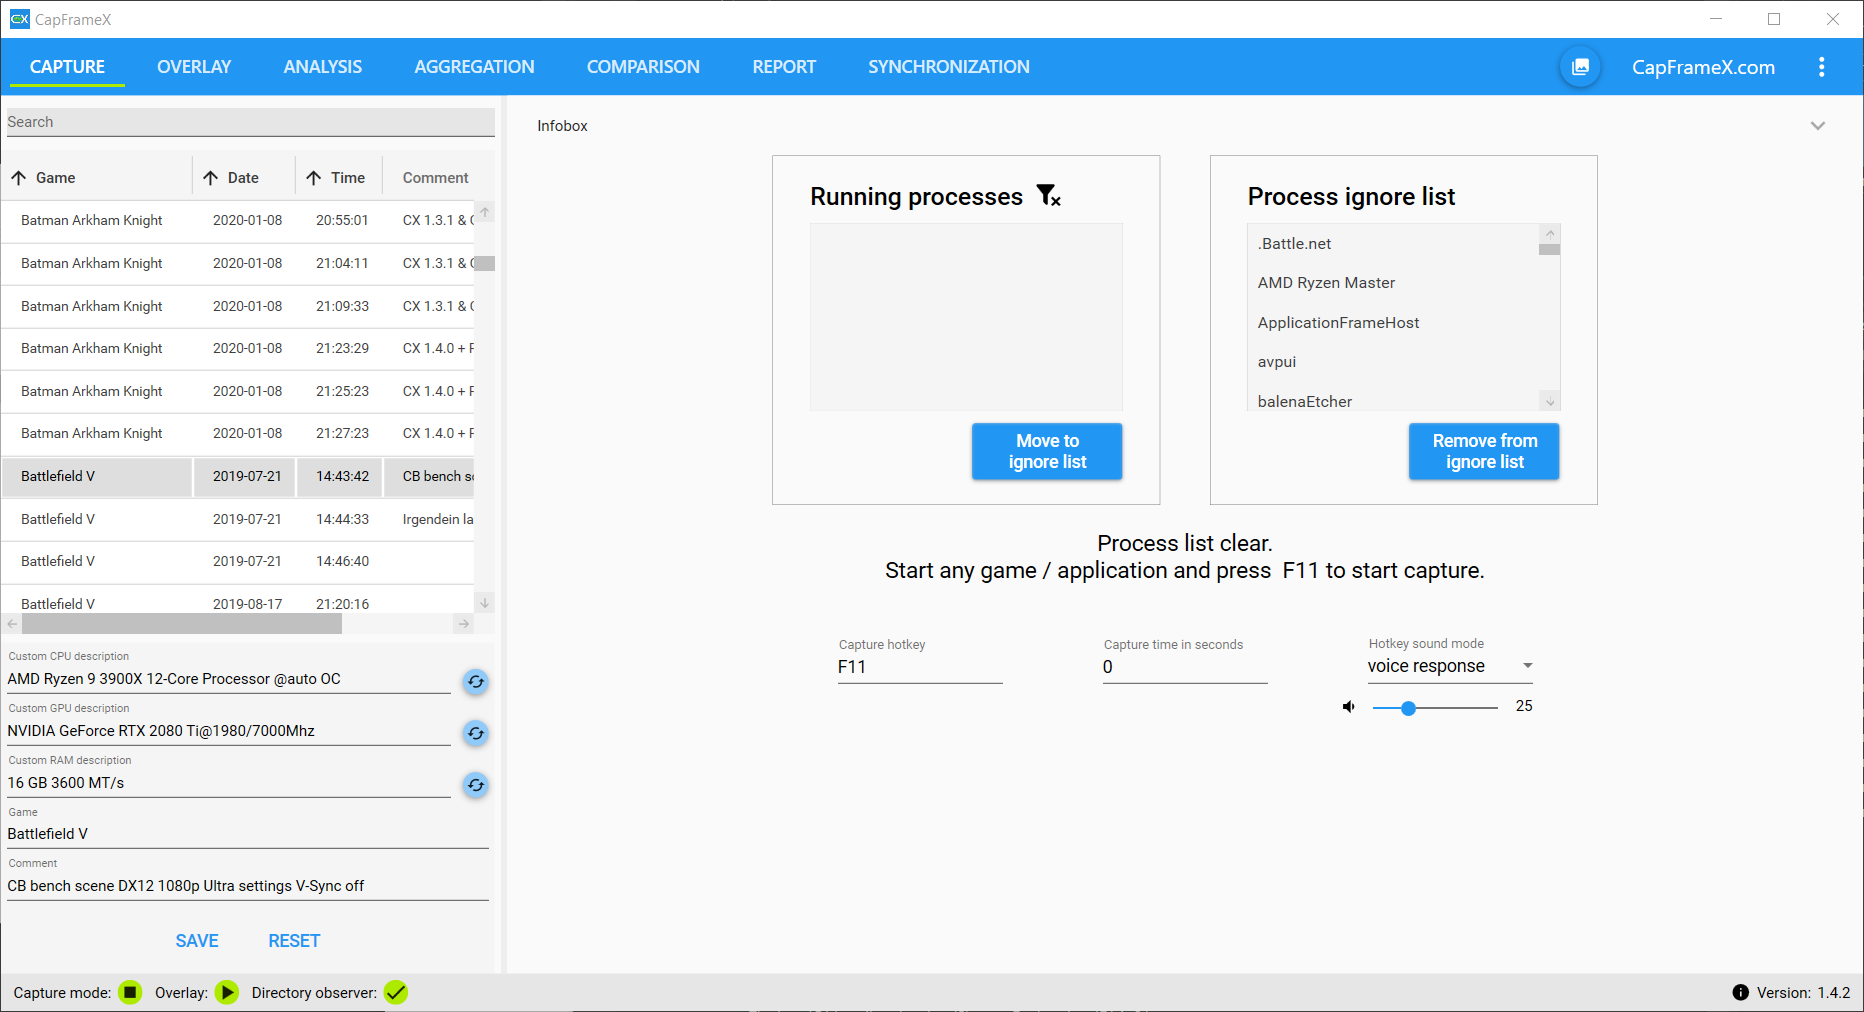 CX CapFrameX
CAPTURE OVERLAY ANALYSIS AGGREGATION COMPARISON REPORT SYNCHRONIZATION CapFrameX.com
Search
Game Date Time Comment
Batman Arkham Knight 2020-01-08 20:55:01 CX 1.3.1 &
Batman Arkham Knight 2020-01-08 21:04:11 CX 1.3.1 &
Batman Arkham Knight 2020-01-08 21:09:33 CX 1.3.1 &
Batman Arkham Knight 2020-01-08 21:23:29 CX 1.4.0 +
Batman Arkham Knight 2020-01-08 21:25:23 CX 1.4.0 +
Batman Arkham Knight 2020-01-08 21:27:23 CX 1.4.0 +
Battlefield V 2019-07-21 14:43:42 CB bench
Battlefield V 2019-07-21 14:44:33 Irgendein la
Battlefield V 2019-07-21 14:46:40
Battlefield V 2019-08-17 21:20:16
Custom CPU description
AMD Ryzen 9 3900X 12-Core Processor @auto OC
Custom GPU description
NVIDIA GeForce RTX 2080 Ti@1980/7000Mhz
Custom RAM description
16 GB 3600 MT/s
Game
Battlefield V
Comment
CB bench scene DX12 1080p Ultra settings V-Sync off
SAVE RESET
Infobox
Running processes
Move to
ignore list
Process ignore list
.Battle.net
AMD Ryzen Master
ApplicationFrameHost
avpui
balenaEtcher
Remove from
ignore list
Process list clear.
Start any game / application and press F11 to start capture.
Capture hotkey
F11
Capture time in seconds
0
Hotkey sound mode
voice response
25
Capture mode: Overlay: Directory observer: Version: 1.4.2